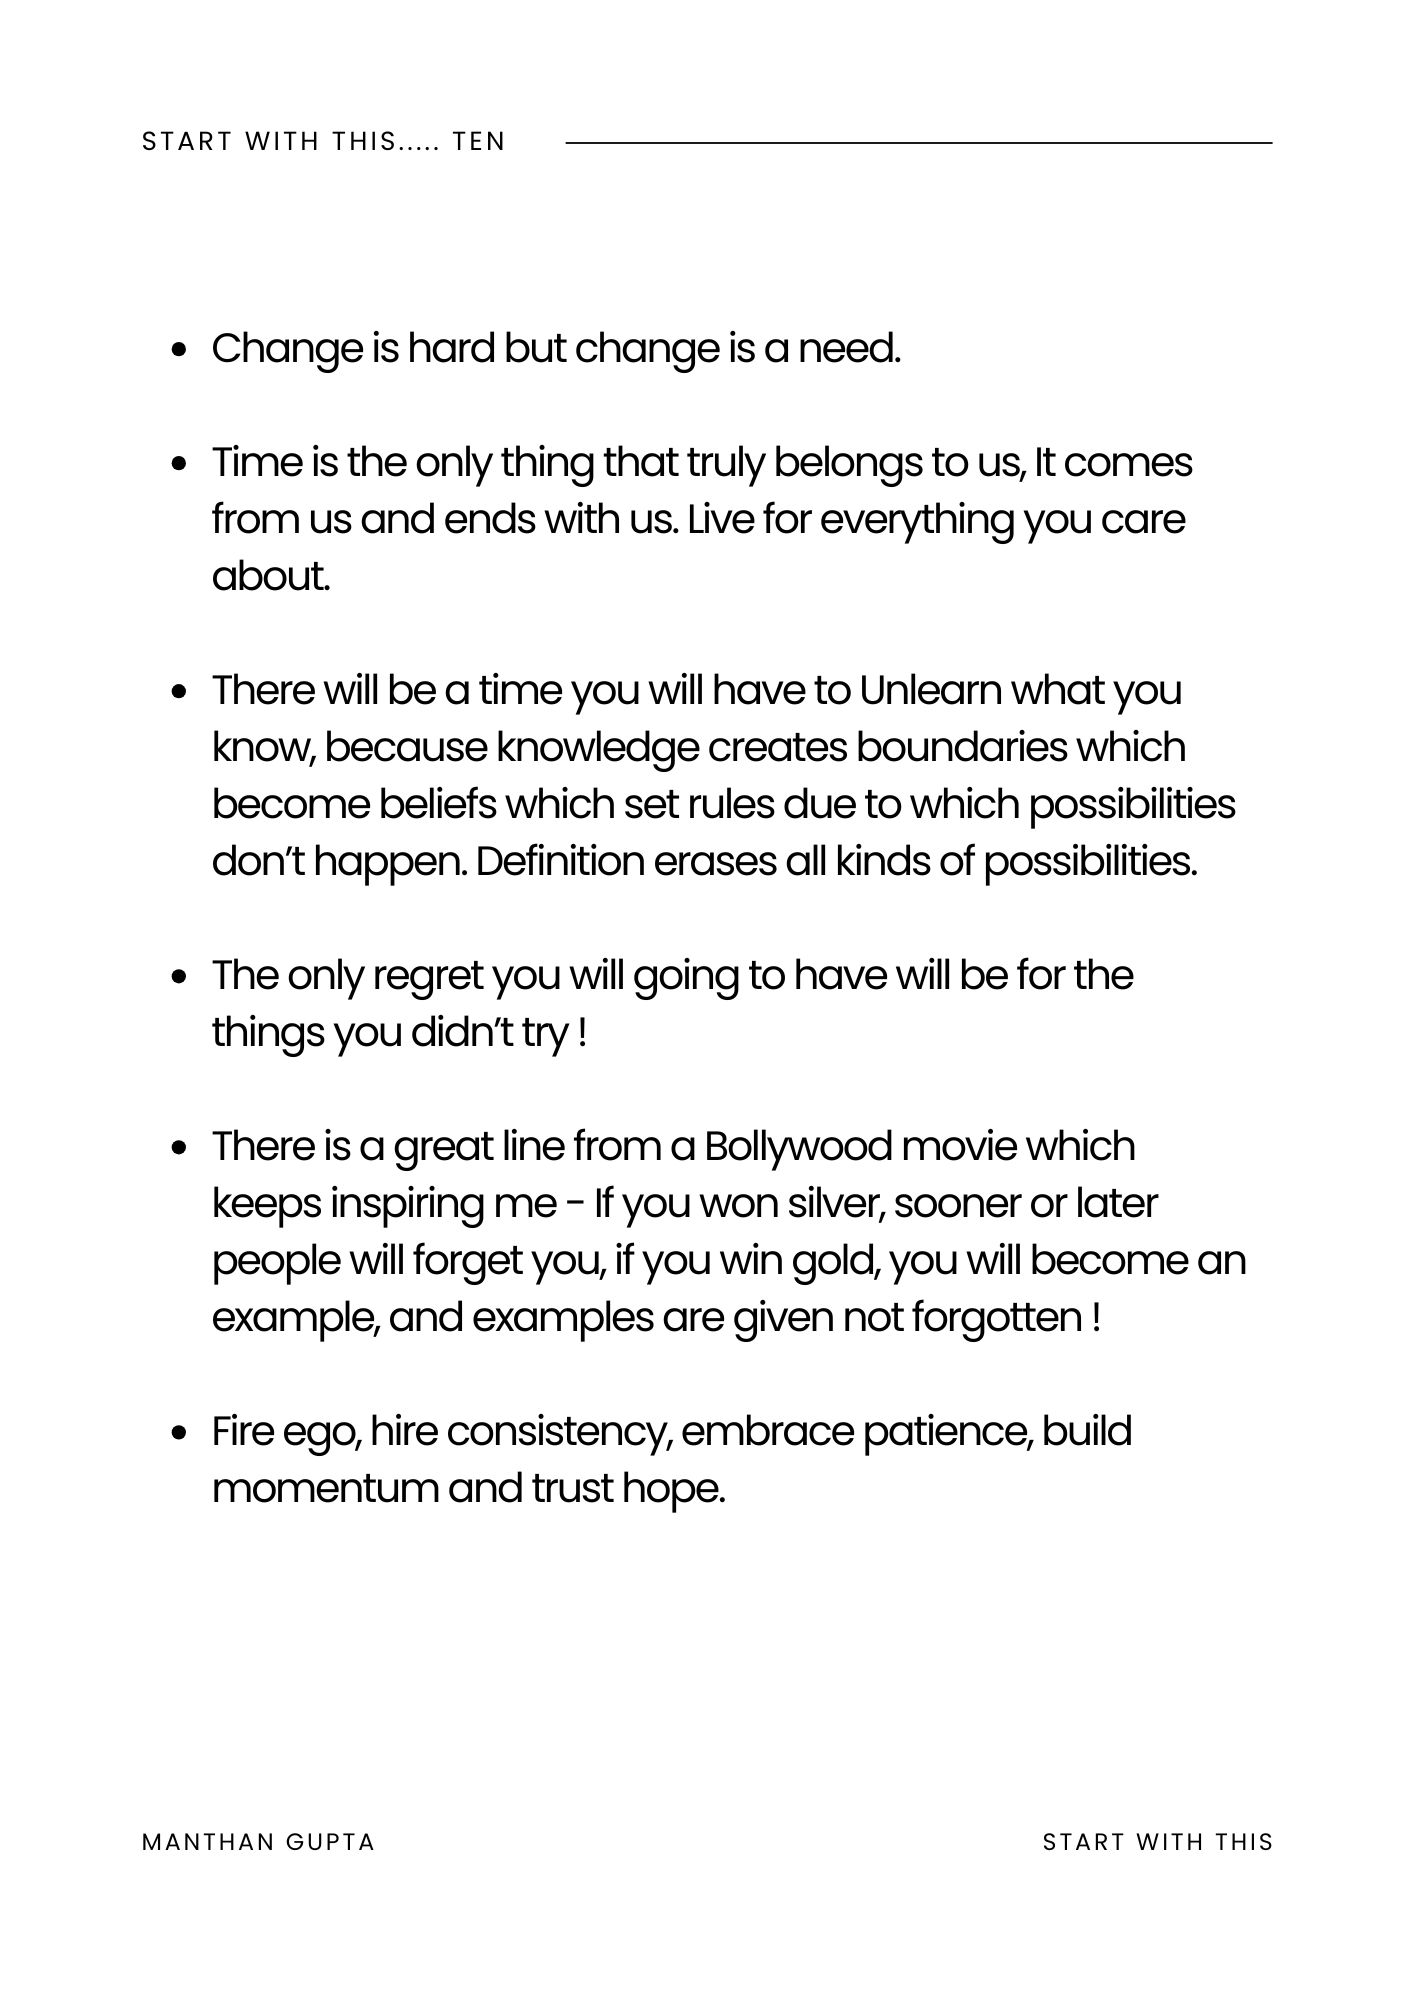 START WITH THIS..... TEN
• Change is hard but change is a need.
• Time is the only thing that truly belongs to us, It comes
from us and ends with us. Live for everything you care
about.
• There will be a time you will have to Unlearn what you
know, because knowledge creates boundaries which
become beliefs which set rules due to which possibilities
don’t happen. Definition erases all kinds of possibilities.
• The only regret you will going to have will be for the
things you didn’t try !
• There is a great line from a Bollywood movie which
keeps inspiring me - If you won silver, sooner or later
people will forget you, if you win gold, you will become an
example, and examples are given not forgotten !
• Fire ego, hire consistency, embrace patience, build
momentum and trust hope.
MANTHAN GUPTA
START WITH THIS